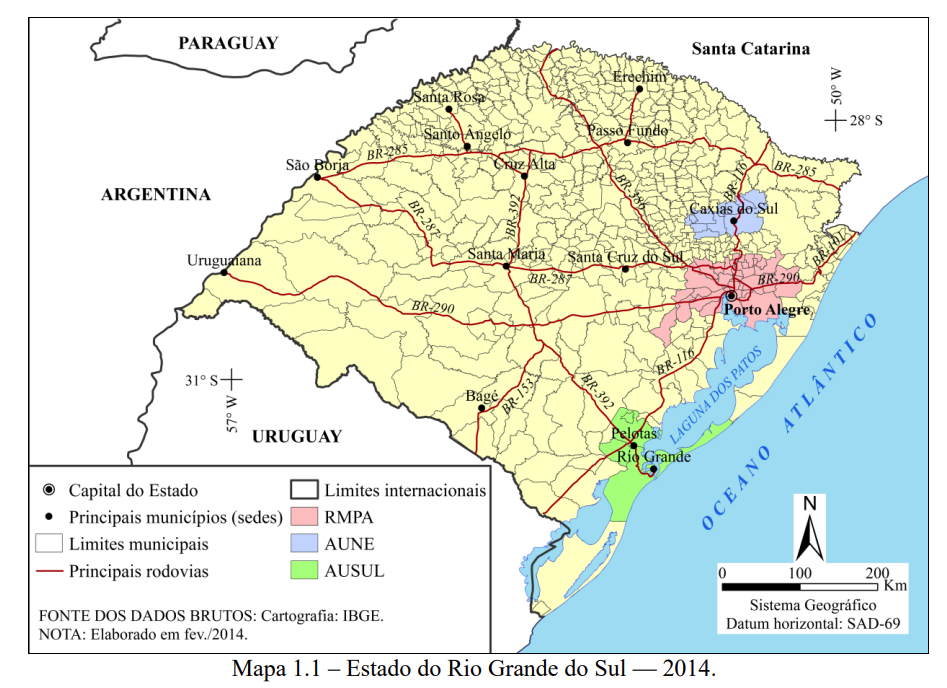 PARAGUAY
Santa Catarina
50° W
28° S
Erechim
Santa Rosa
Santo Ângelo
Passo Fundo
BR-285
São Borja
Cruz Alta
BR-116
BR-285
ARGENTINA
BR-386
BR-392
Caxias do Sul
BR-287
BR-101
Uruguaiana
Santa Maria
Santa Cruz do Sul
BR-287
BR-290
BR-290
Porto Alegre
31° S
57° W
BR-116
LAGUNA DOS PATOS
OCEANO ATLÂNTICO
BR-153
BR-392
Bagé
URUGUAY
Pelotas
Rio Grande
Capital do Estado
Principais municípios (sedes)
Limites municipais
Principais rodovias
Limites internacionais
RMPA
AUNE
AUSUL
FONTE DOS DADOS BRUTOS: Cartografia: IBGE.
NOTA: Elaborado em fev./2014.
N
0 100 200 Km
Sistema Geográfico
Datum horizontal: SAD-69
Mapa 1.1 – Estado do Rio Grande do Sul — 2014.